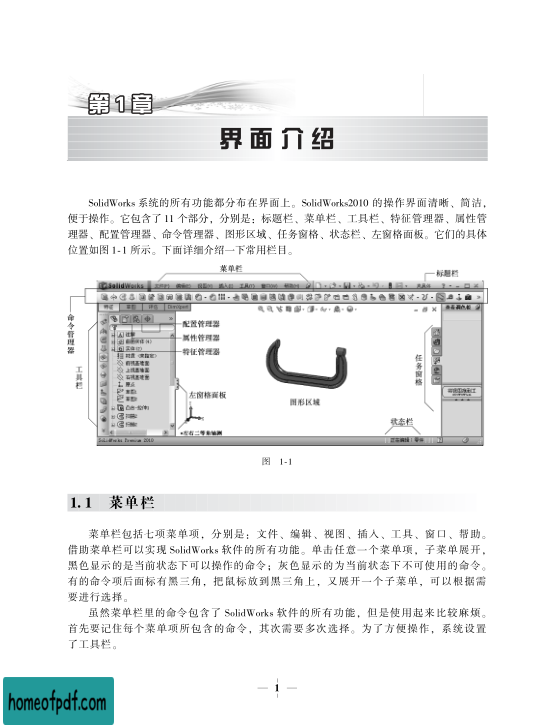 第1章
界面介绍
SolidWorks 系统的所有功能都分布在界面上。SolidWorks2010 的操作界面清晰、简洁，
便于操作。它包含了 11 个部分，分别是：标题栏、菜单栏、工具栏、特征管理器、属性管
理器、配置管理器、命令管理器、图形区域、任务窗格、状态栏、左窗格面板。它们的具体
位置如图 1-1 所示。下面详细介绍一下常用栏目。
菜单栏
标题栏
SolidWorks
命令管理器
配置管理器
属性管理器
特征管理器
工具栏
任务窗格
左窗格面板
图形区域
状态栏
SolidWorks Premium 2010
图 1-1
1.1 菜单栏
菜单栏包括七项菜单项，分别是：文件、编辑、视图、插入、工具、窗口、帮助。
借助菜单栏可以实现 SolidWorks 软件的所有功能。单击任意一个菜单项，子菜单展开，
黑色显示的是当前状态下可以操作的命令；灰色显示的为当前状态下不可使用的命令。
有的命令项后面标有黑三角，把鼠标放到黑三角上，又展开一个子菜单，可以根据需
要进行选择。
虽然菜单栏里的命令包含了 SolidWorks 软件的所有功能，但是使用起来比较麻烦。
首先要记住每个菜单项所包含的命令，其次需要多次选择。为了方便操作，系统设置
了工具栏。
— 1 —
homeofpdf.com